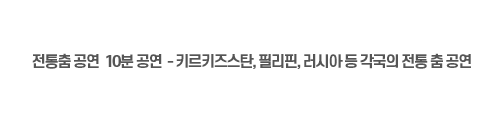 전통춤 공연 10분 공연 - 키르키즈스탄, 필리핀, 러시아 등 각국의 전통 춤 공연